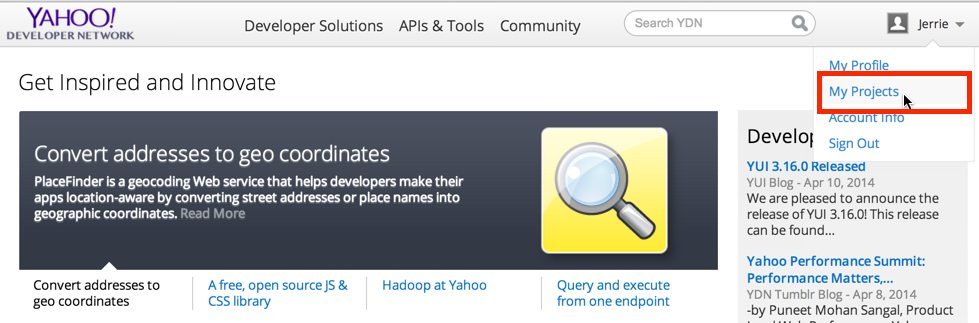 YAHOO!
DEVELOPER NETWORK
Developer Solutions
APIs & Tools
Community
Search YDN
Jerrie
My Profile
My Projects
Account Info
Sign Out
Get Inspired and Innovate
Convert addresses to geo coordinates
PlaceFinder is a geocoding Web service that helps developers make their
apps location-aware by converting street addresses or place names into
geographic coordinates. Read More
Convert addresses to
geo coordinates
A free, open source JS &
CSS library
Hadoop at Yahoo
Query and execute
from one endpoint
YUI 3.16.0 Released
YUI Blog - Apr 10, 2014
We are pleased to announce the
release of YUI 3.16.0! This release
can be found...
Yahoo Performance Summit:
Performance Matters,...
YDN Tumblr Blog - Apr 8, 2014
-by Puneet Mohan Sangal, Product